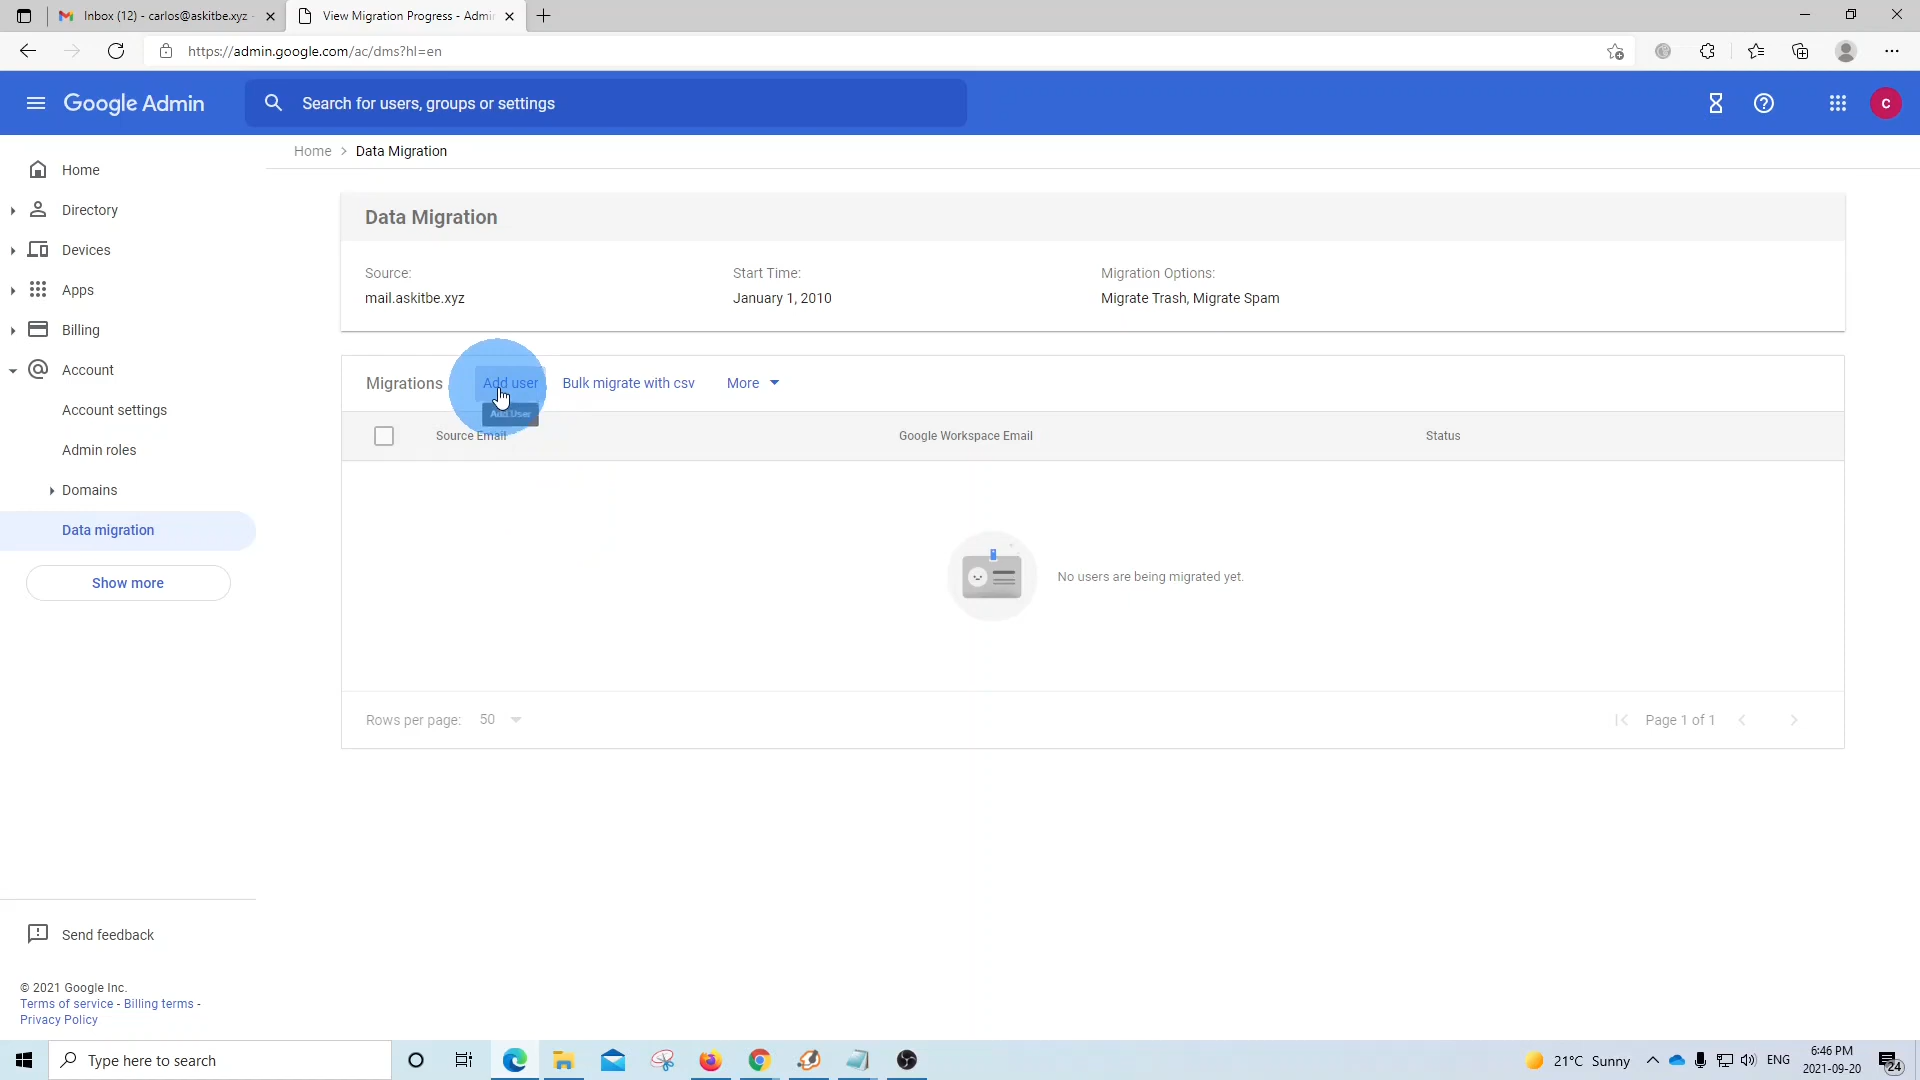 Inbox (12) - carlos@askitbe.xyz -
View Migration Progress - Admin
https://admin.google.com/ac/dms?hl=en
Google Admin
Search for users, groups or settings
C
Home > Data Migration
Home
Directory
Devices
Apps
Billing
Account
Account settings
Admin roles
Domains
Data migration
Show more
Data Migration
Source:
mail.askitbe.xyz
Start Time:
January 1, 2010
Migration Options:
Migrate Trash, Migrate Spam
Migrations
Add user
Bulk migrate with csv
More
Add User
Source Email
Google Workspace Email
Status
No users are being migrated yet.
Rows per page: 50
Page 1 of 1
Send feedback
© 2021 Google Inc.
Terms of service - Billing terms -
Privacy Policy
Type here to search
21°C Sunny
ENG
6:46 PM
2021-09-20
24